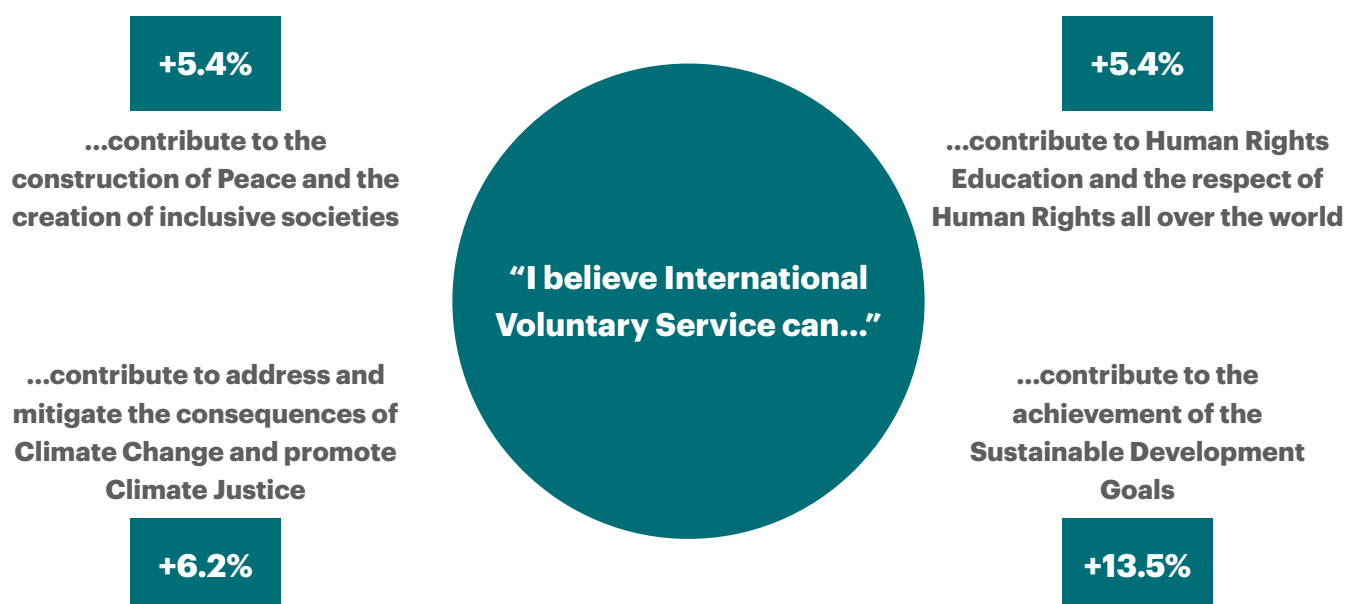 +5.4%
...contribute to the
construction of Peace and the
creation of inclusive societies
+5.4%
...contribute to Human Rights
Education and the respect of
Human Rights all over the world
“I believe International
Voluntary Service can...”
...contribute to address and
mitigate the consequences of
Climate Change and promote
Climate Justice
+6.2%
...contribute to the
achievement of the
Sustainable Development
Goals
+13.5%